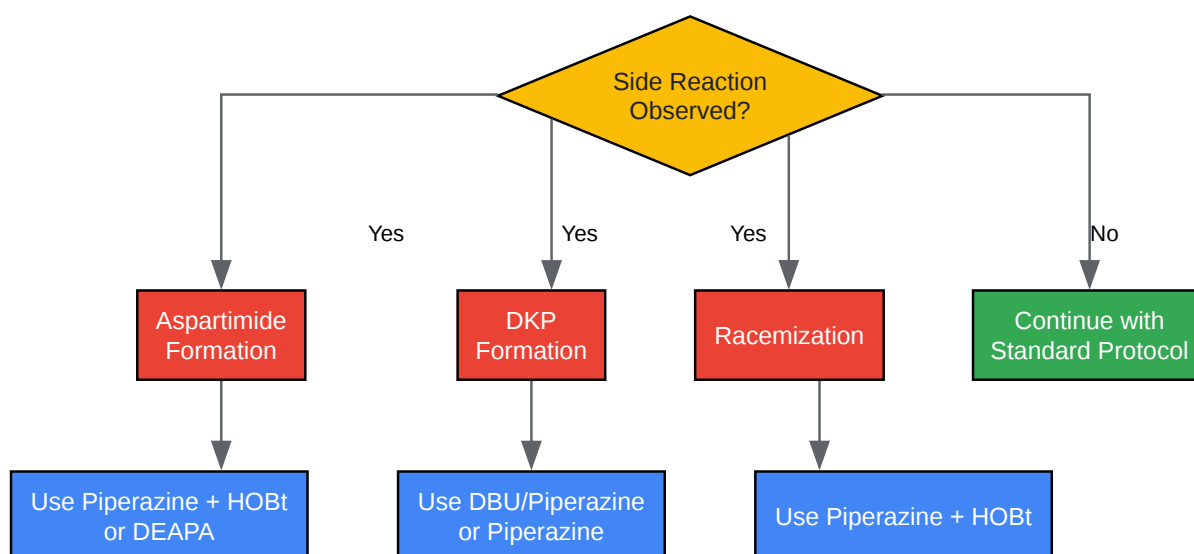 Side Reaction
Observed?
Yes
Yes
Yes
No
Aspartimide
Formation
DKP
Formation
Racemization
Continue with
Standard Protocol
Use Piperazine + HOBt
or DEAPA
Use DBU/Piperazine
or Piperazine
Use Piperazine + HOBt